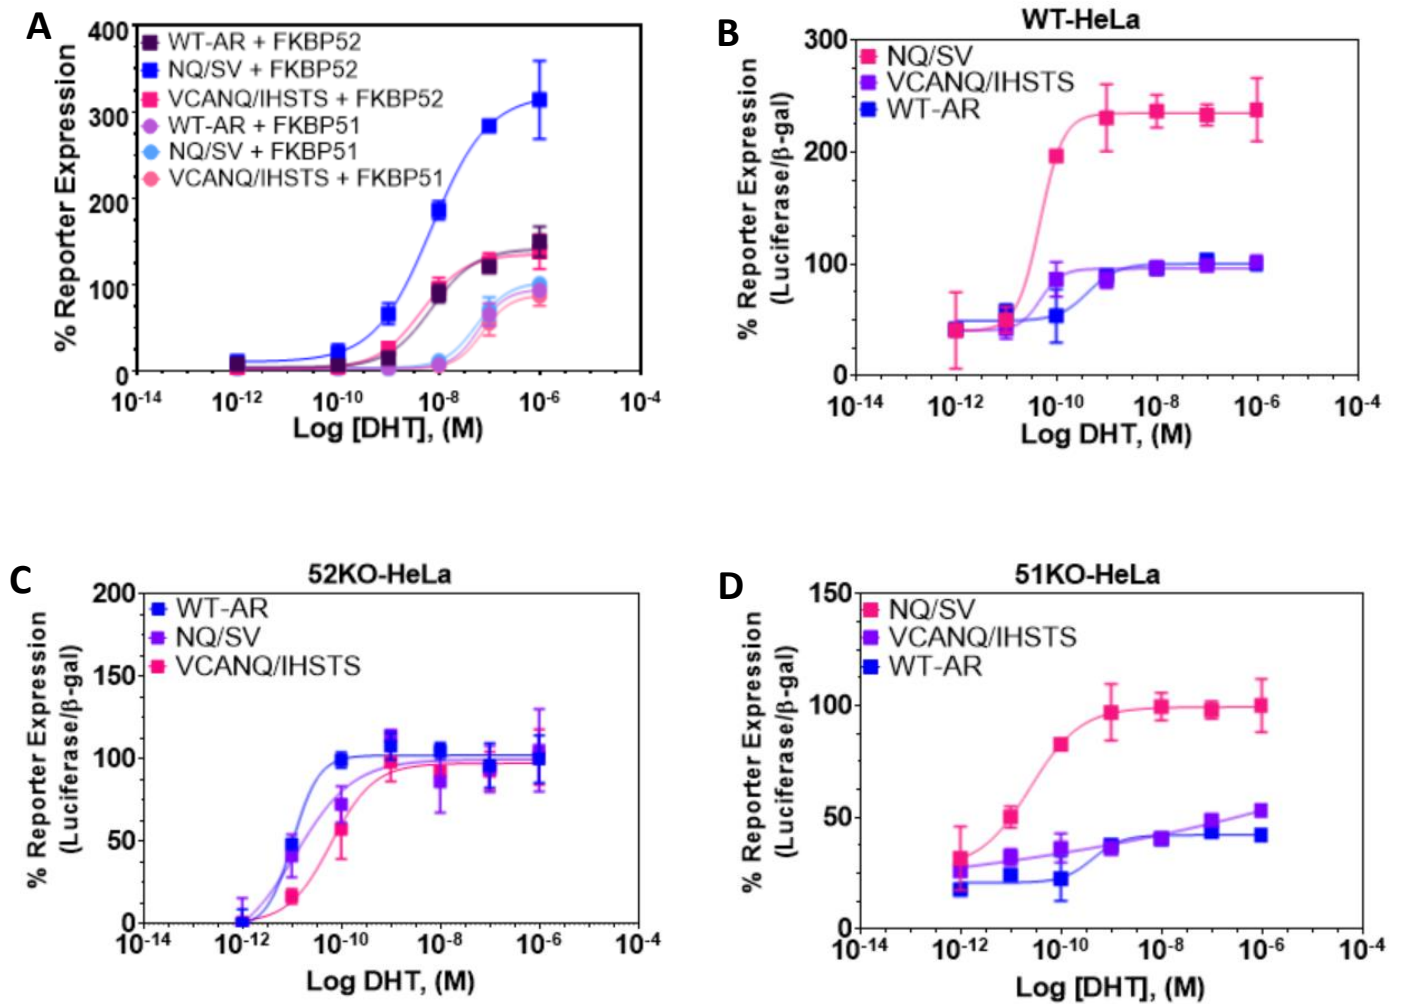 A
400
300
200
100
0
% Reporter Expression
WT-AR + FKBP52
NQ/SV + FKBP52
VCANQ/IHSTS + FKBP52
WT-AR + FKBP51
NQ/SV + FKBP51
VCANQ/IHSTS + FKBP51
10-14 10-12 10-10 10-8 10-6 10-4
Log [DHT], (M)
B
WT-HeLa
300
200
100
0
% Reporter Expression
(Luciferase/β-gal)
NQ/SV
VCANQ/IHSTS
WT-AR
10-14 10-12 10-10 10-8 10-6 10-4
Log DHT, (M)
C
52KO-HeLa
200
150
100
50
0
% Reporter Expression
(Luciferase/β-gal)
WT-AR
NQ/SV
VCANQ/IHSTS
10-14 10-12 10-10 10-8 10-6 10-4
Log DHT, (M)
D
51KO-HeLa
150
100
50
0
% Reporter Expression
(Luciferase/β-gal)
NQ/SV
VCANQ/IHSTS
WT-AR
10-14 10-12 10-10 10-8 10-6 10-4
Log [DHT], (M)